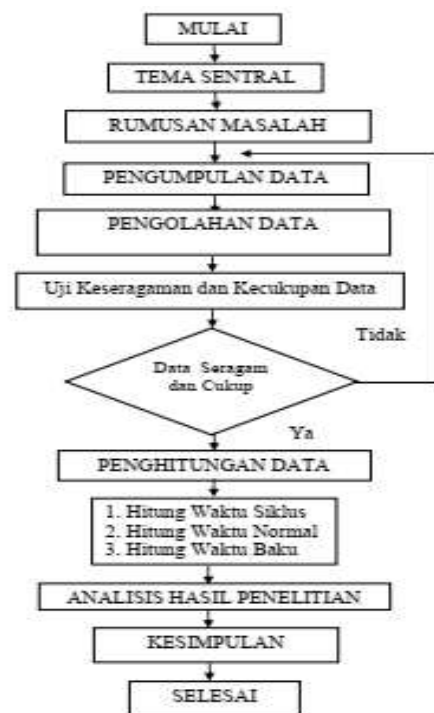 MULAI
TEMA SENTRAL
RUMUSAN MASALAH
PENGUMPULAN DATA
PENGOLAHAN DATA
Uji Keseragaman dan Kecukupan Data
Tidak
Data Seragam
dan Cukup
Ya
PENGHITUNGAN DATA
1. Hitung Waktu Siklus
2. Hitung Waktu Normal
3. Hitung Waktu Baku
ANALISIS HASIL PENELITIAN
KESIMPULAN
SELESAI